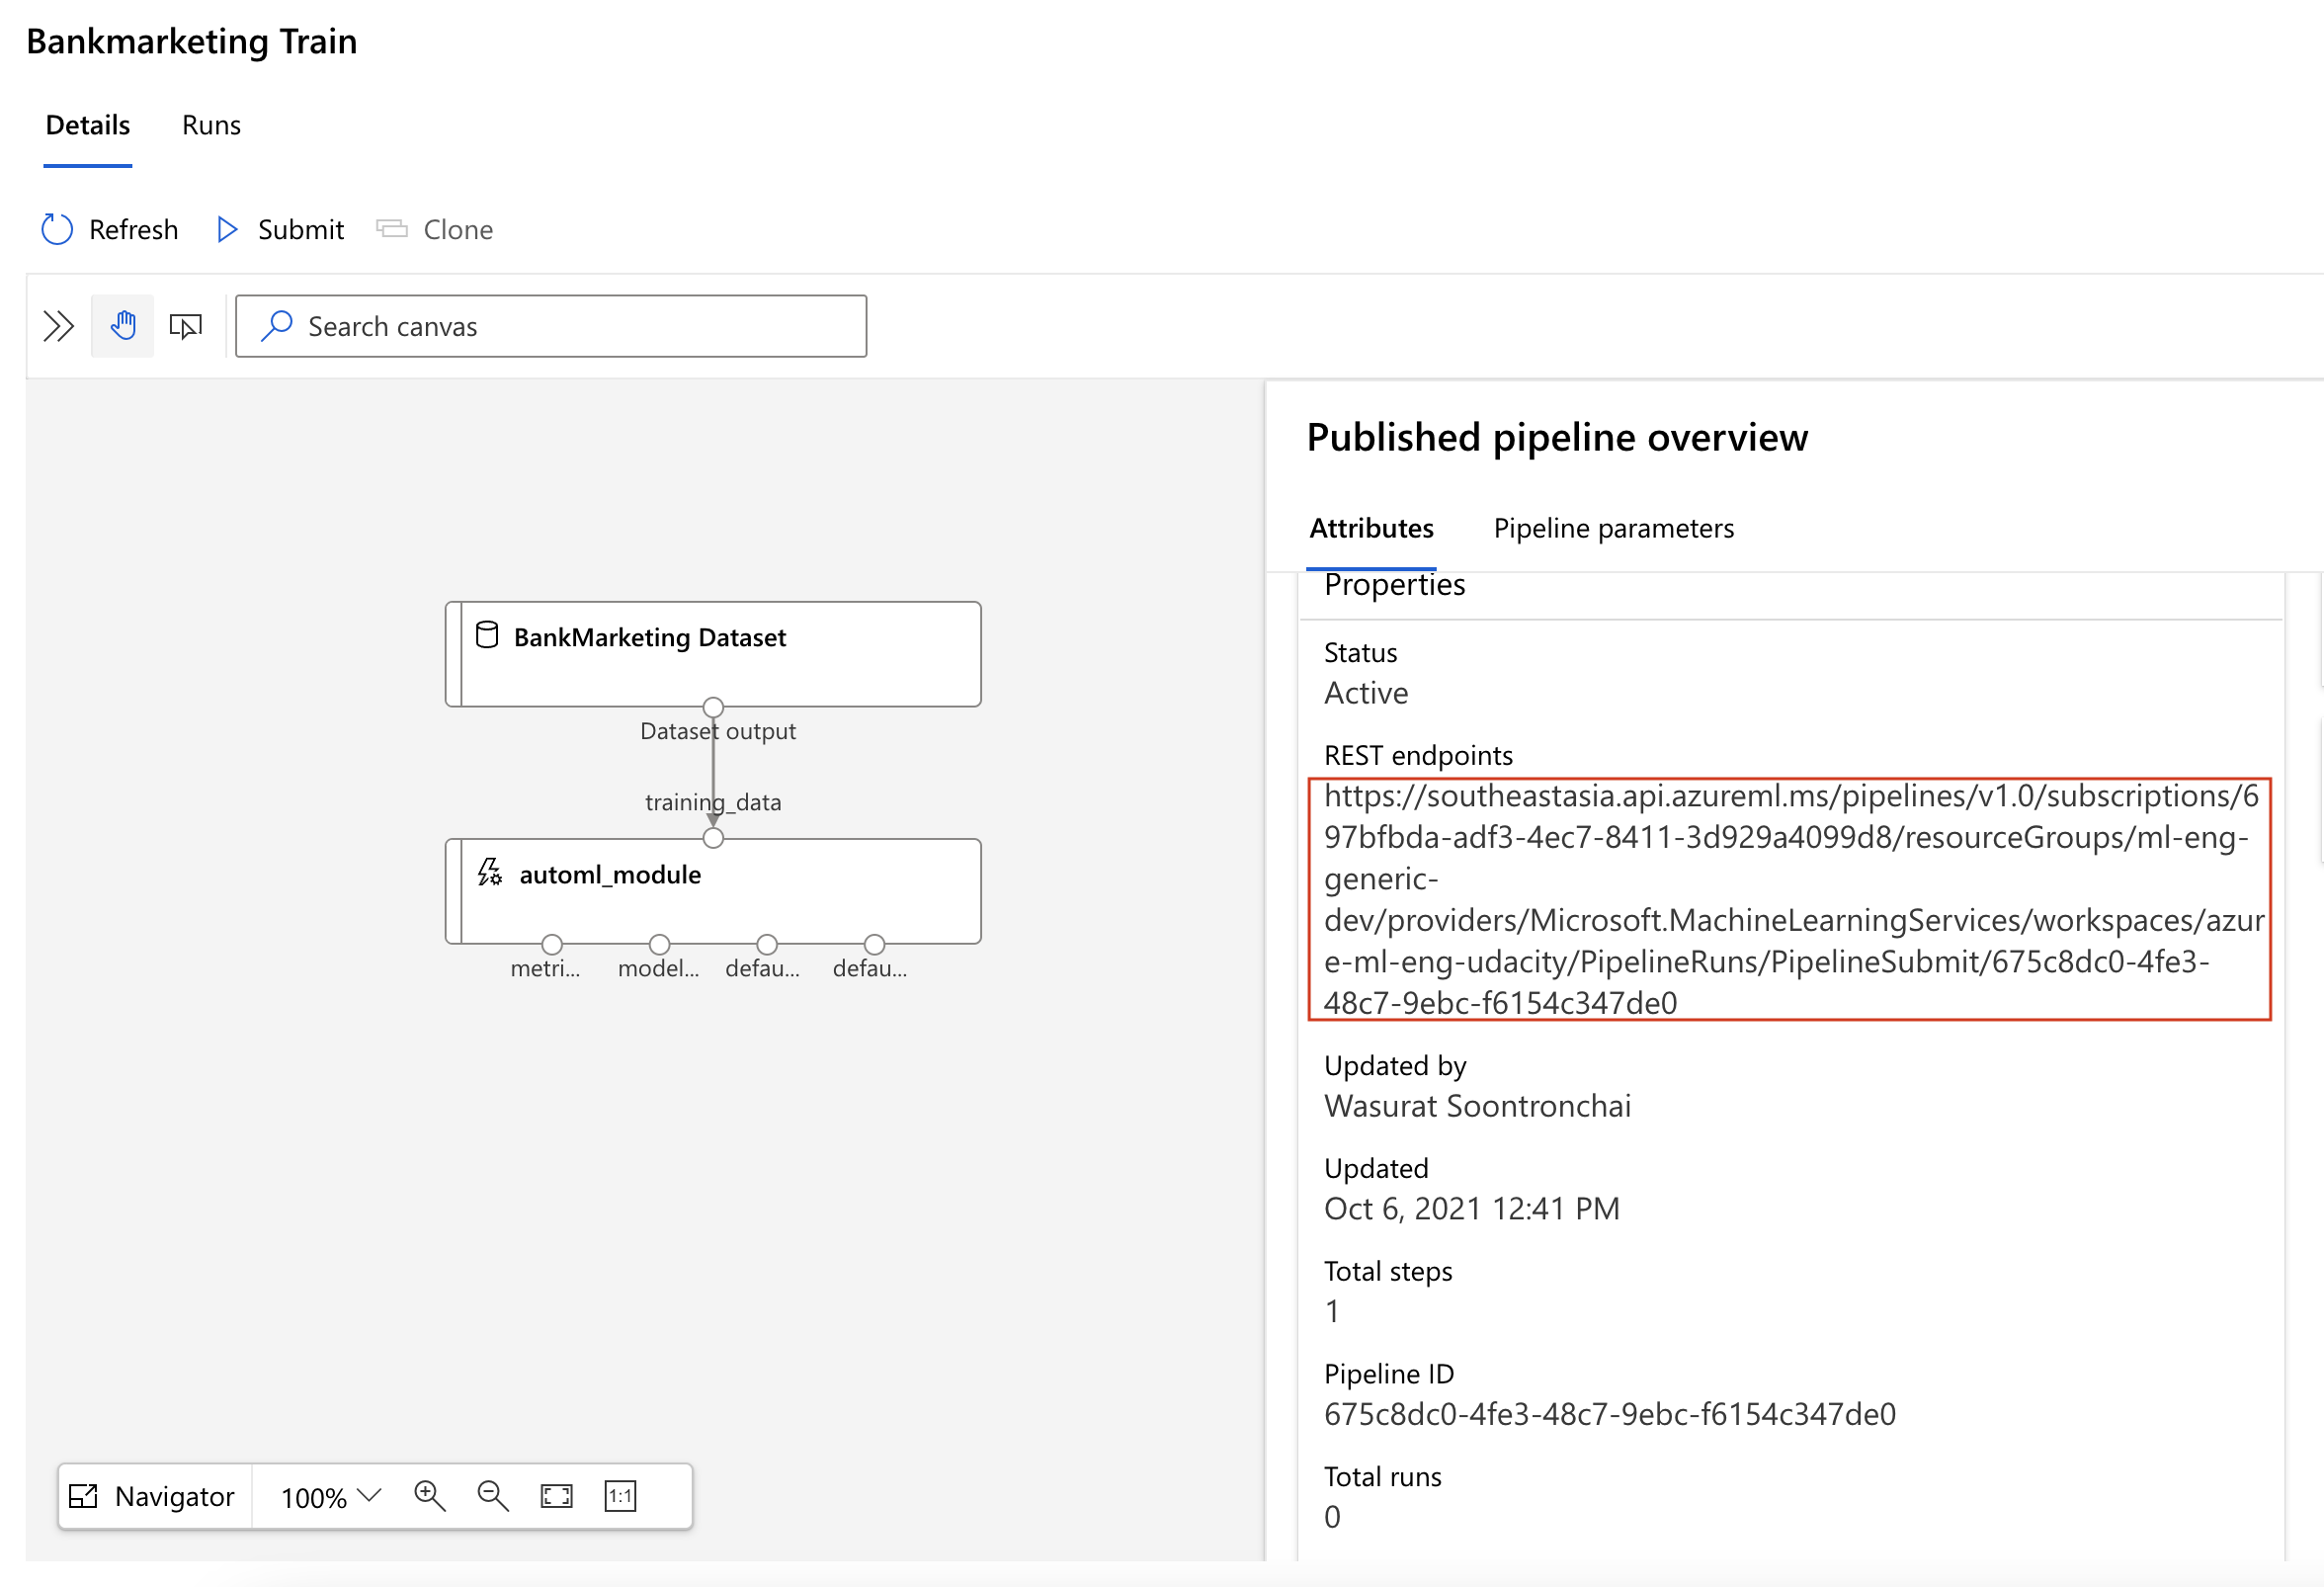 Bankmarketing Train
Details
Runs
Refresh
Submit
Clone
Search canvas
BankMarketing Dataset
Dataset output
training_data
automl_module
metri...
model...
defau...
defau...
Navigator
100%
1:1
Published pipeline overview
Attributes
Pipeline parameters
Properties
Status
Active
REST endpoints
https://southeastasia.api.azureml.ms/pipelines/v1.0/subscriptions/6
97bfbda-adf3-4ec7-8411-3d929a4099d8/resourceGroups/ml-eng-
generic-
dev/providers/Microsoft.MachineLearningServices/workspaces/azur
e-ml-eng-udacity/PipelineRuns/PipelineSubmit/675c8dc0-4fe3-
48c7-9ebc-f6154c347de0
Updated by
Wasurat Soontronchai
Updated
Oct 6, 2021 12:41 PM
Total steps
1
Pipeline ID
675c8dc0-4fe3-48c7-9ebc-f6154c347de0
Total runs
0